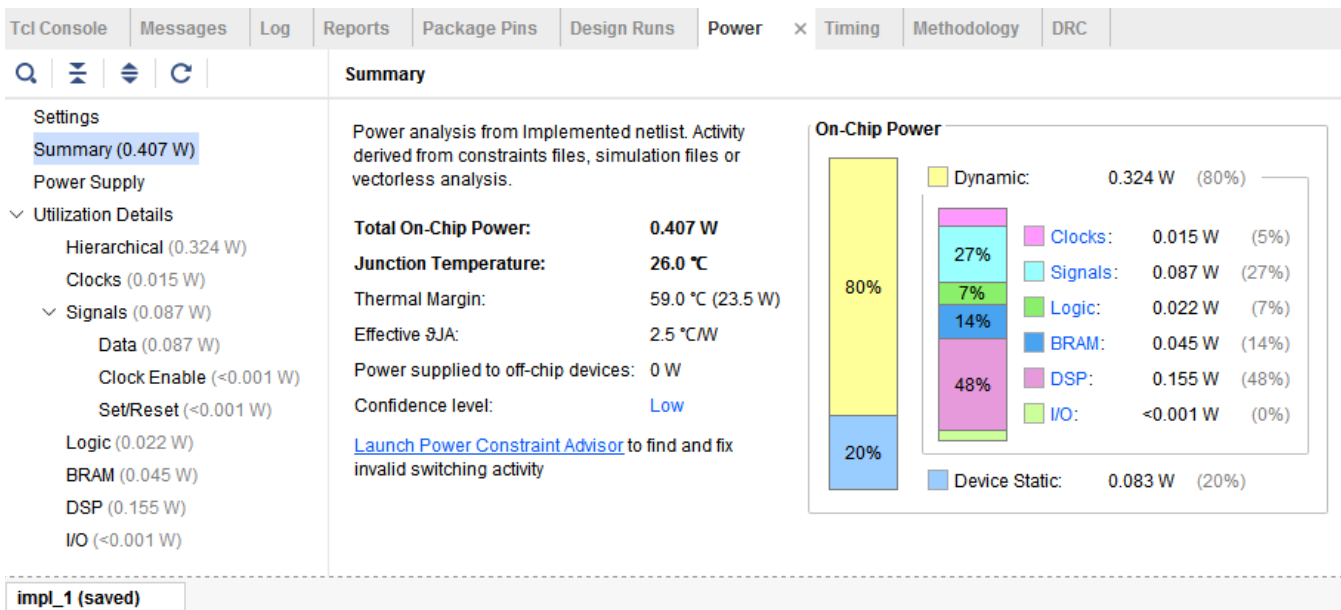 Tcl Console Messages Log Reports Package Pins Design Runs Power × Timing Methodology DRC
Summary
Settings
Summary (0.407 W)
Power Supply
Utilization Details
Hierarchical (0.324 W)
Clocks (0.015 W)
Signals (0.087 W)
Data (0.087 W)
Clock Enable (<0.001 W)
Set/Reset (<0.001 W)
Logic (0.022 W)
BRAM (0.045 W)
DSP (0.155 W)
I/O (<0.001 W)
Power analysis from Implemented netlist. Activity
derived from constraints files, simulation files or
vectorless analysis.
Total On-Chip Power: 0.407 W
Junction Temperature: 26.0 °C
Thermal Margin: 59.0 °C (23.5 W)
Effective ϑJA: 2.5 °C/W
Power supplied to off-chip devices: 0 W
Confidence level: Low
Launch Power Constraint Advisor to find and fix
invalid switching activity
On-Chip Power
80%
20%
Dynamic: 0.324 W (80%)
27%
7%
14%
48%
Clocks: 0.015 W (5%)
Signals: 0.087 W (27%)
Logic: 0.022 W (7%)
BRAM: 0.045 W (14%)
DSP: 0.155 W (48%)
I/O: <0.001 W (0%)
Device Static: 0.083 W (20%)
impl_1 (saved)